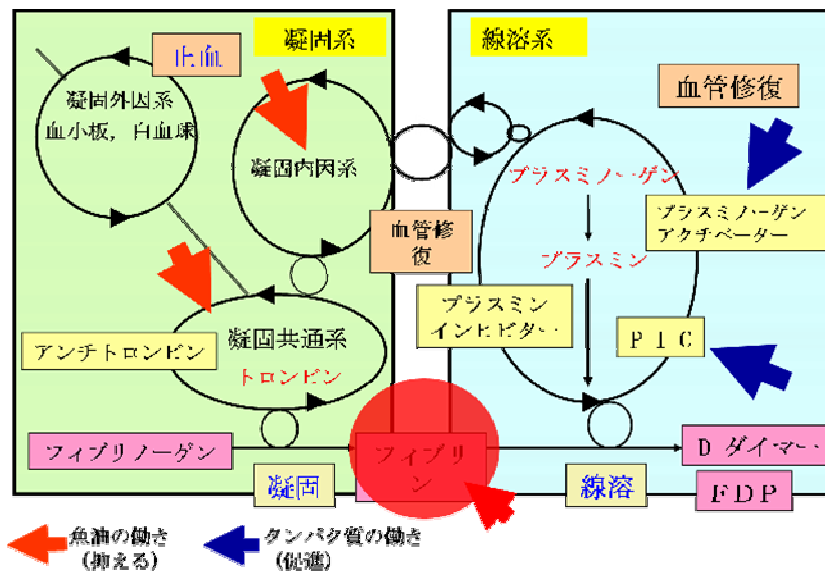 止血
凝固系
線溶系
凝固外因系
血小板，白血球
凝固内因系
血管修
復
血管修復
プラスミノーゲン
プラスミノーゲン
アクチベーター
プラスミン
プラスミン
インヒビター
PIC
アンチトロンビン
凝固共通系
トロンビン
フィブリノーゲン
フィブリ
ン
Dダイマー
FDP
凝固
線溶
魚油の働き
(抑える)
タンパク質の働き
(促進)